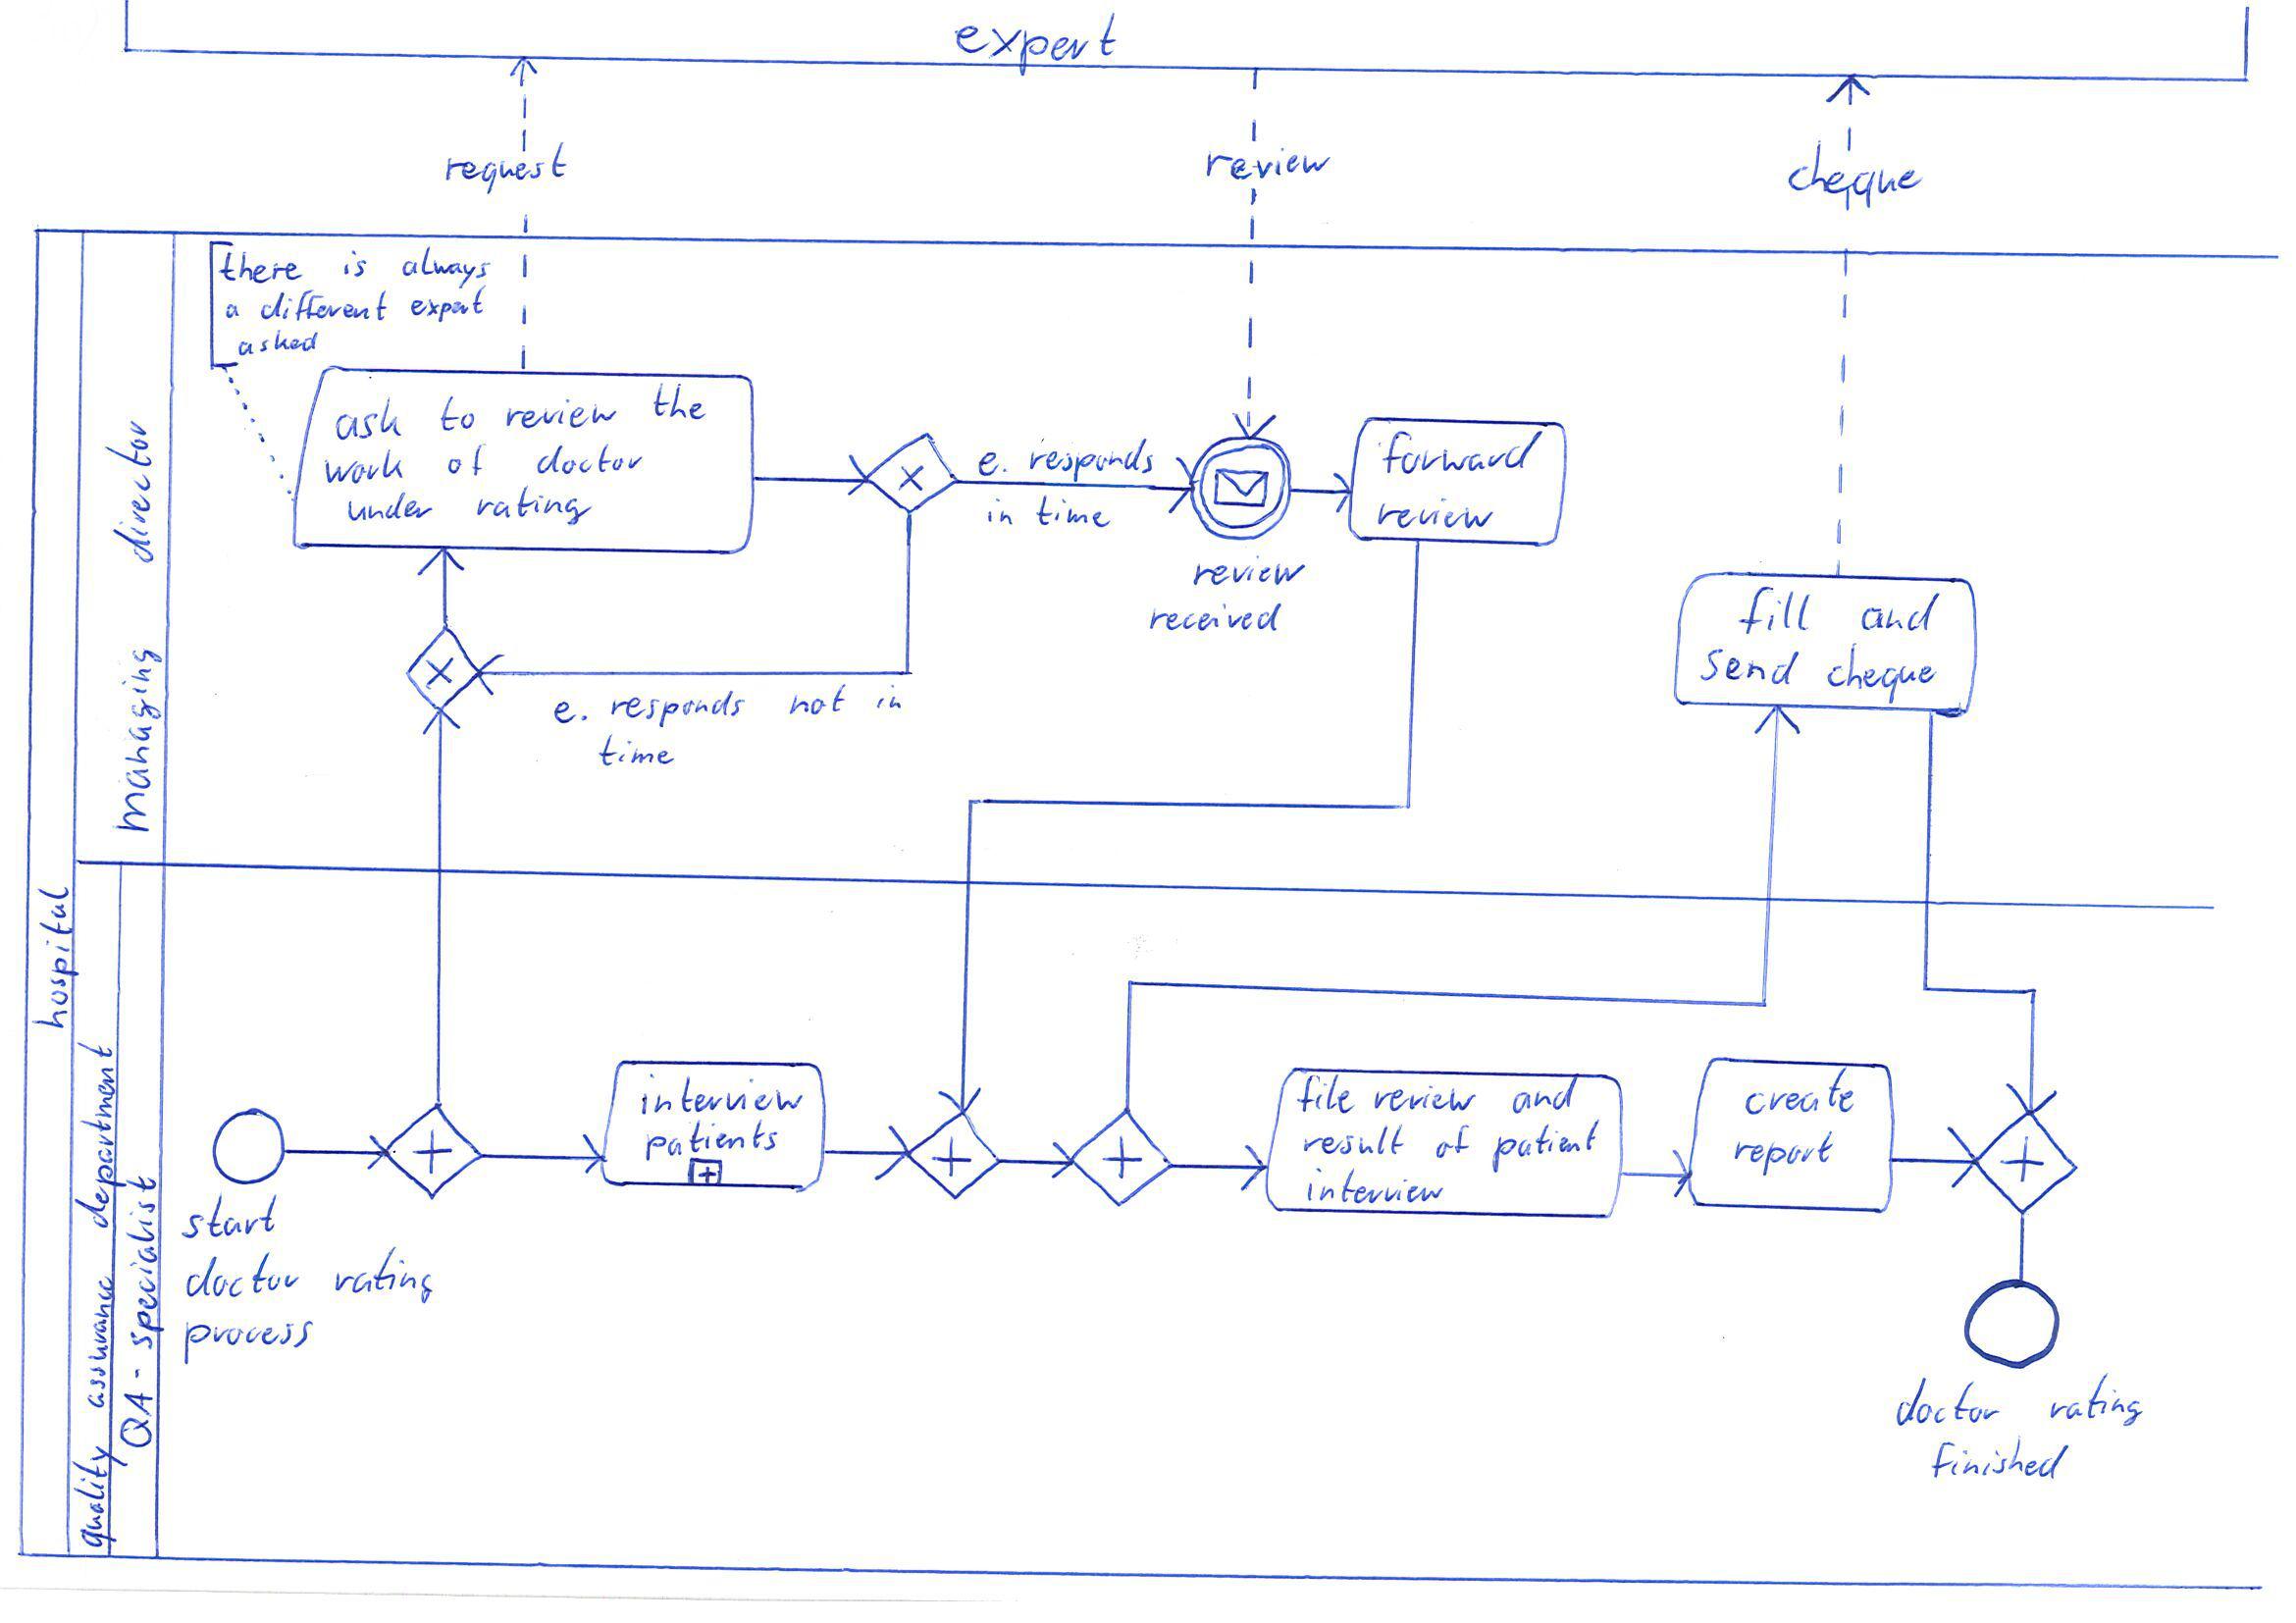 expert
request
review
cheque
there is always
a different expert
asked
ask to review the
work of doctor
under rating
e. responds
in time
forward
review
review
received
fill and
send cheque
e. responds not in
time
managing director
hospital
quality assurance department
QA-specialist
interview
patients
file review and
result of patient
interview
create
report
start
doctor rating
process
doctor rating
finished